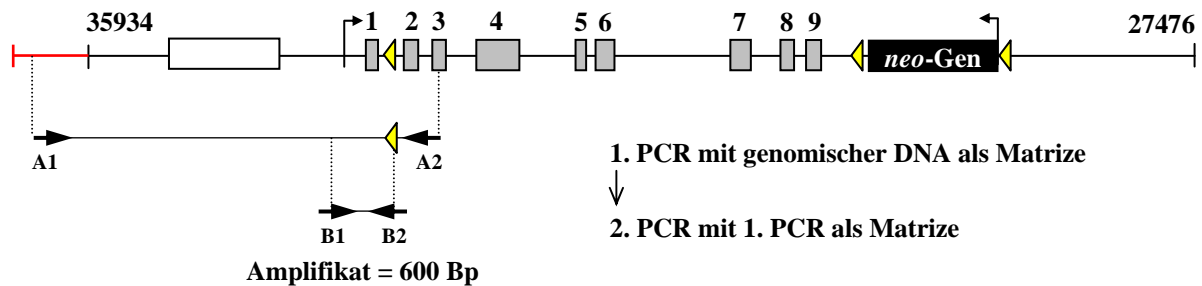 35934 1 2 3 4 5 6 7 8 9 27476
neo-Gen
A1 A2
1. PCR mit genomischer DNA als Matrize
B1 B2
2. PCR mit 1. PCR als Matrize
Amplifikat = 600 Bp